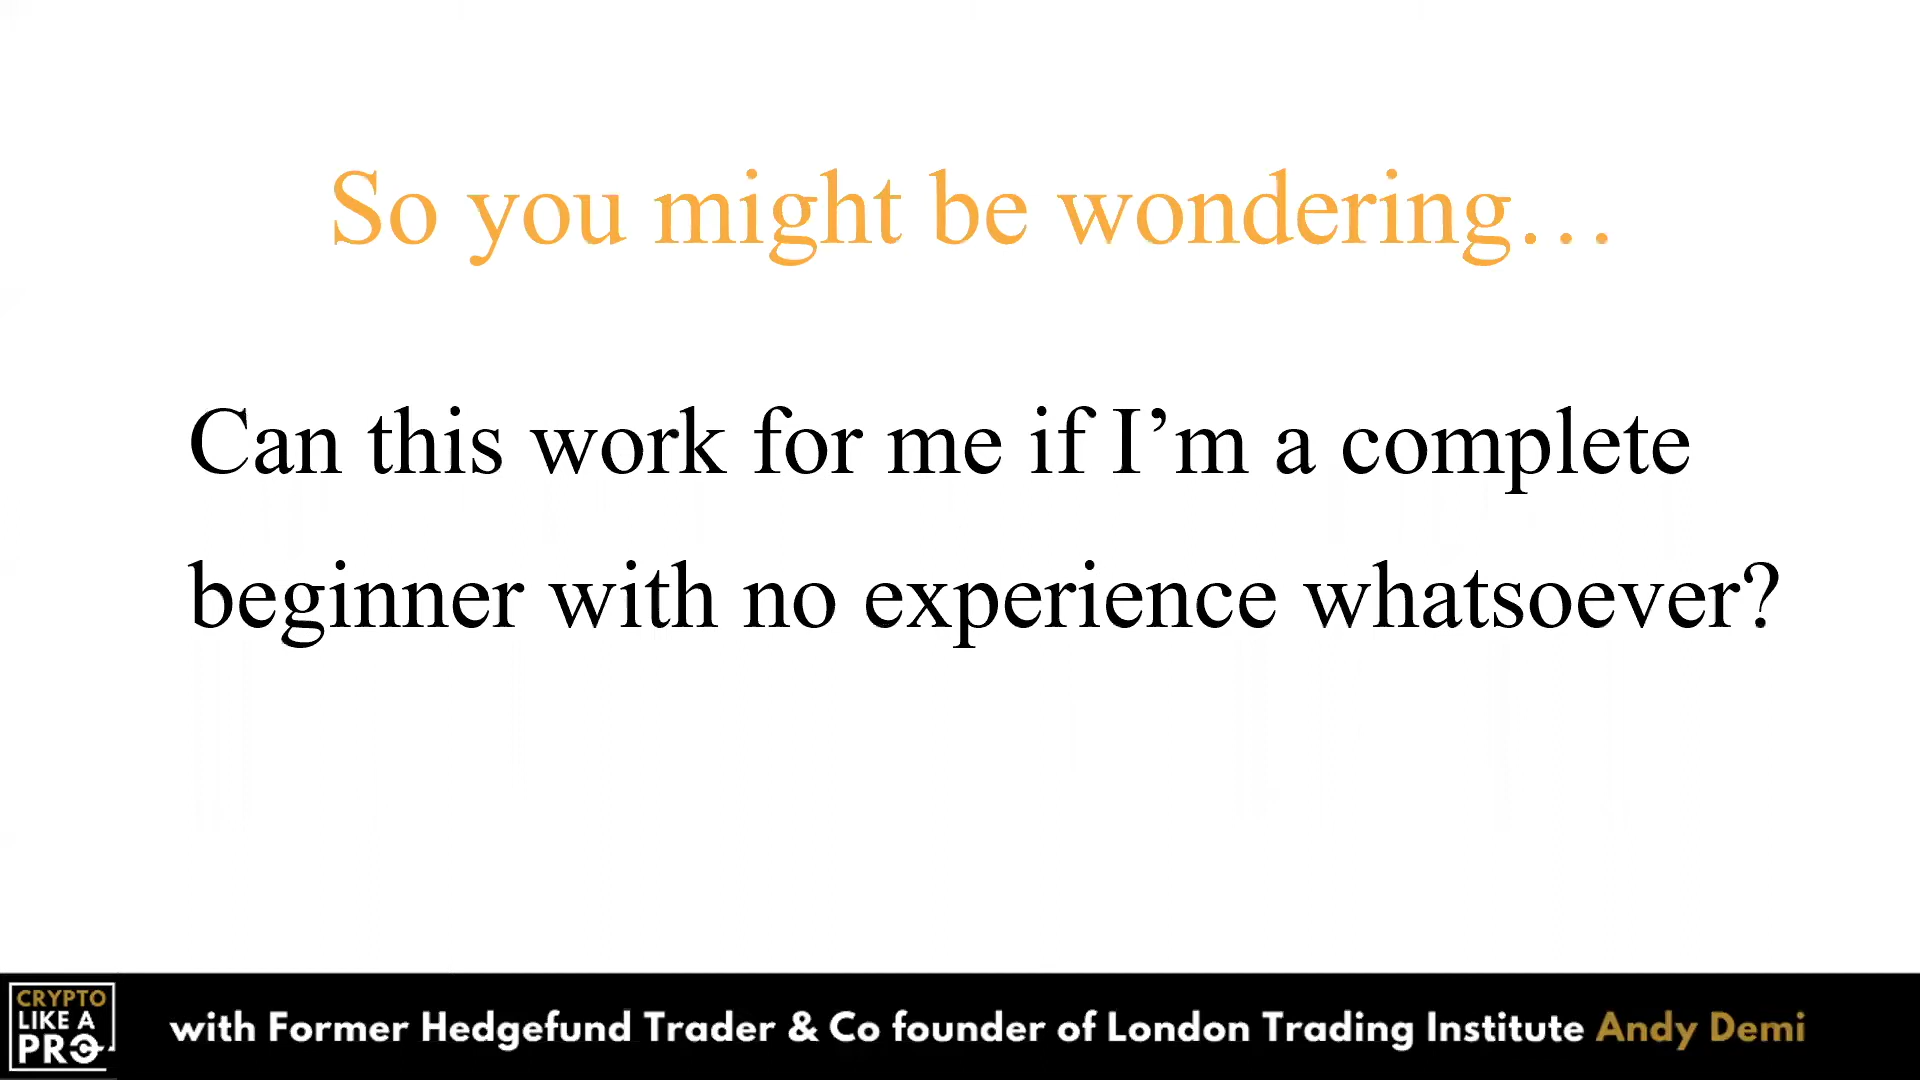 So you might be wondering…
Can this work for me if I’m a complete
beginner with no experience whatsoever?
CRYPTO
LIKE A
PRO
with Former Hedgefund Trader & Co founder of London Trading Institute Andy Demi